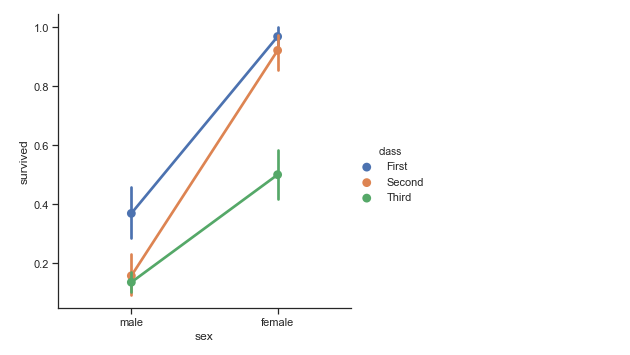 1.0
0.8
0.6
0.4
0.2
survived
male
female
sex
class
First
Second
Third